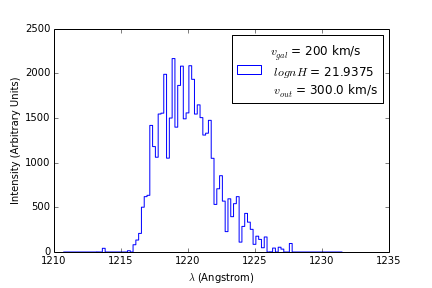 2500
2000
1500
1000
500
0
Intensity (Arbitrary Units)
v_gal = 200 km/s
lognH = 21.9375
v_out = 300.0 km/s
1210 1215 1220 1225 1230 1235
λ (Angstrom)